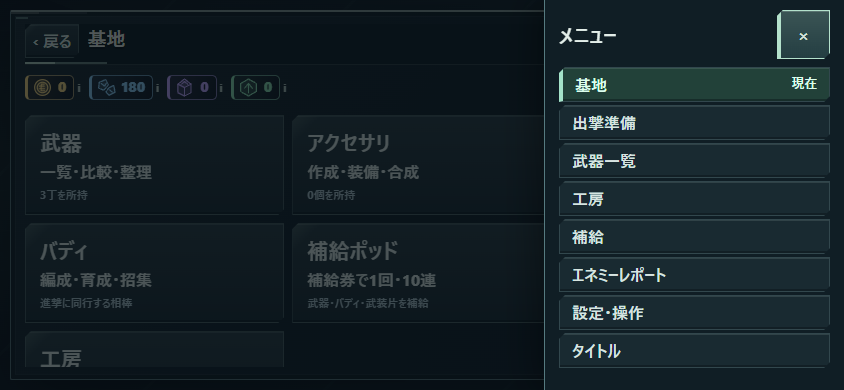 ‹ 戻る
基地
0 i
180 i
0 i
0 i
武器
一覧・比較・整理
3丁を所持
アクセサリ
作成・装備・合成
0個を所持
バディ
編成・育成・招集
進撃に同行する相棒
補給ポッド
補給券で1回・10連
武器・バディ・武装片を補給
工房
メニュー
×
基地
現在
出撃準備
武器一覧
工房
補給
エネミーレポート
設定・操作
タイトル